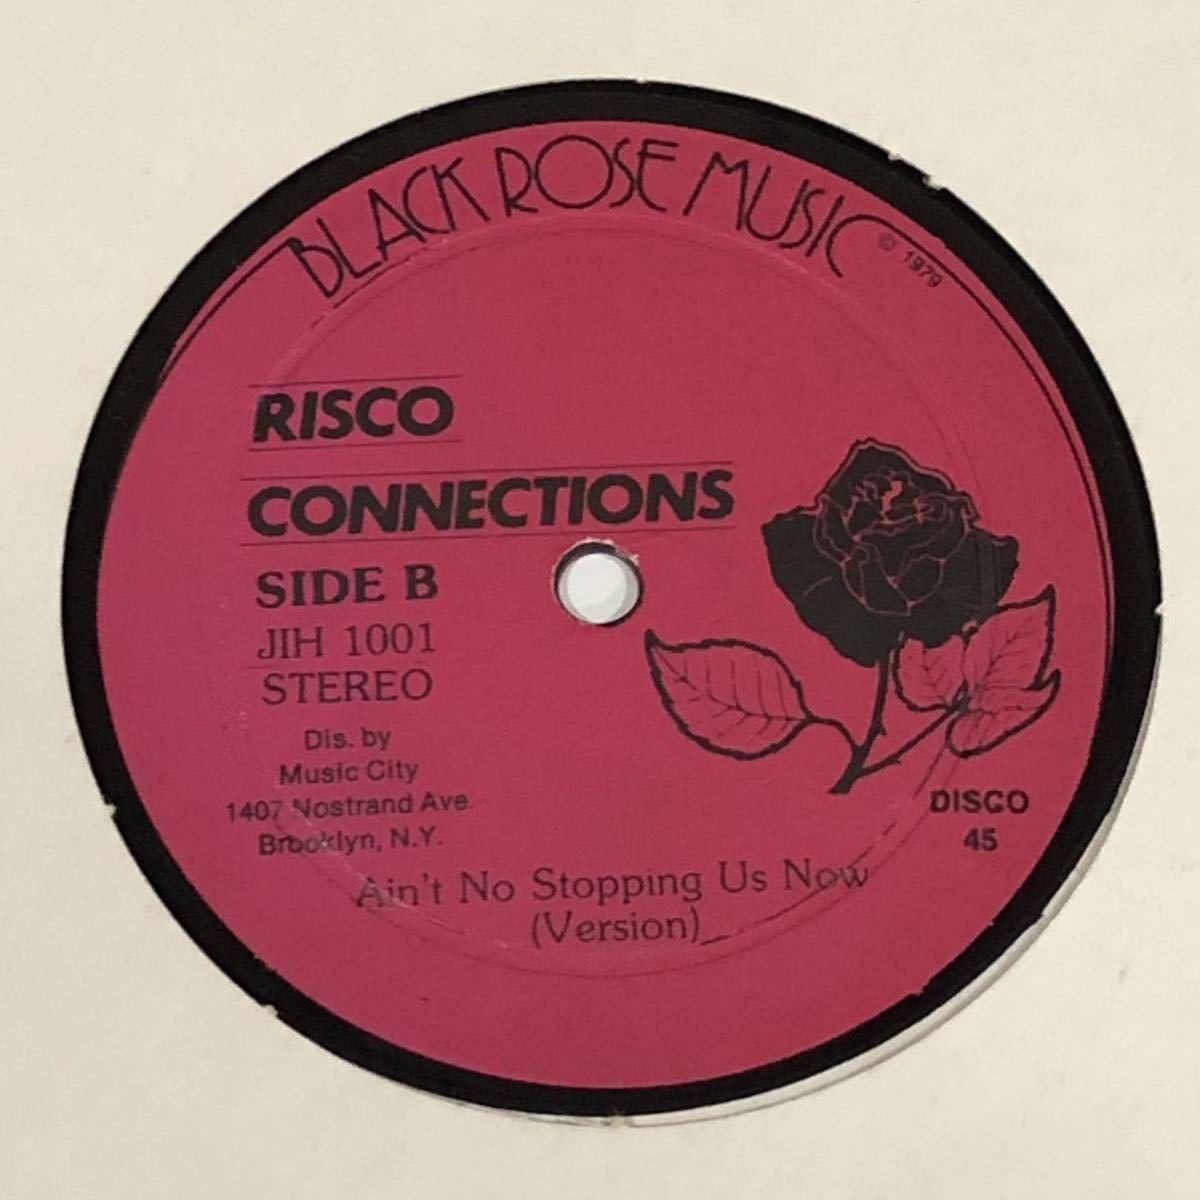 BLACK ROSE MUSIC
© 1979
RISCO
CONNECTIONS
SIDE B
JIH 1001
STEREO
Dis. by
Music City
1407 Nostrand Ave.
Brooklyn, N.Y.
DISCO
45
Ain't No Stopping Us Now
(Version)